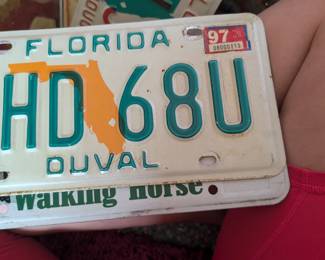 FLORIDA
97
HD 68U
DUVAL
Walking Horse